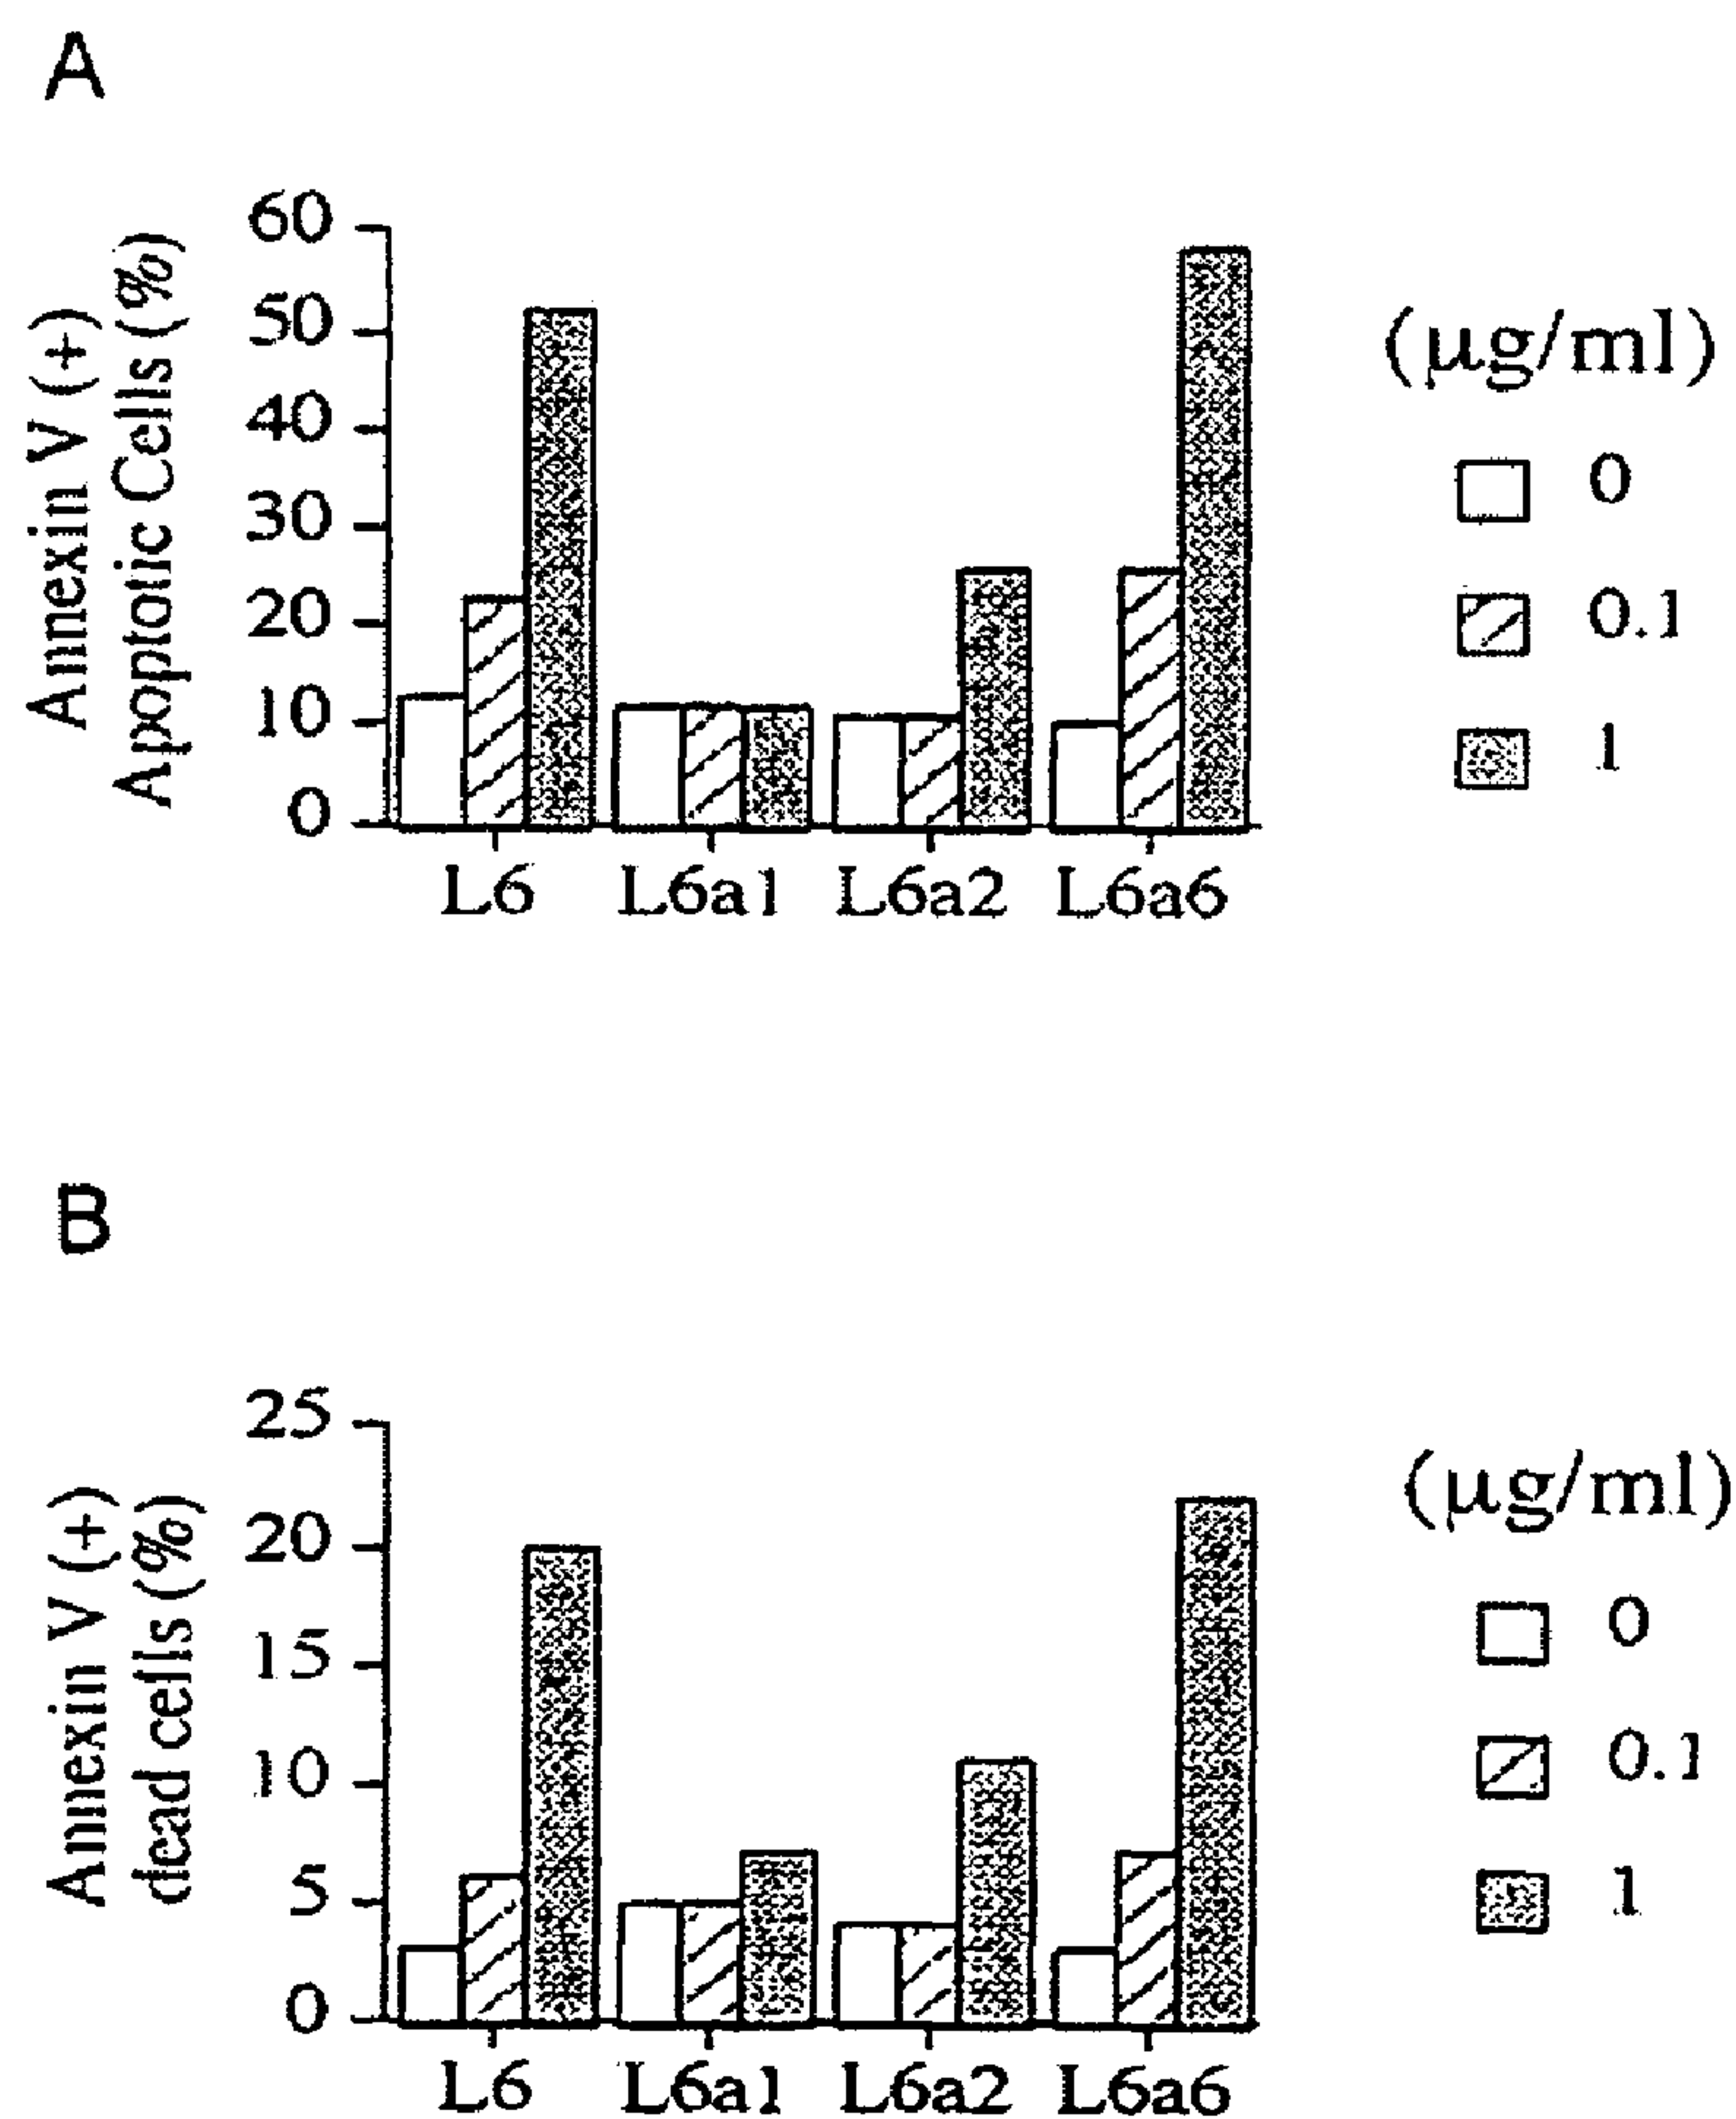 A
Annexin V (+)
Apoptotic Cells (%)
60
50
40
30
20
10
0
L6 L6a1 L6a2 L6a6
(μg/ml)
0
0.1
1
B
Annexin V (+)
dead cells (%)
25
20
15
10
5
0
L6 L6a1 L6a2 L6a6
(μg/ml)
0
0.1
1